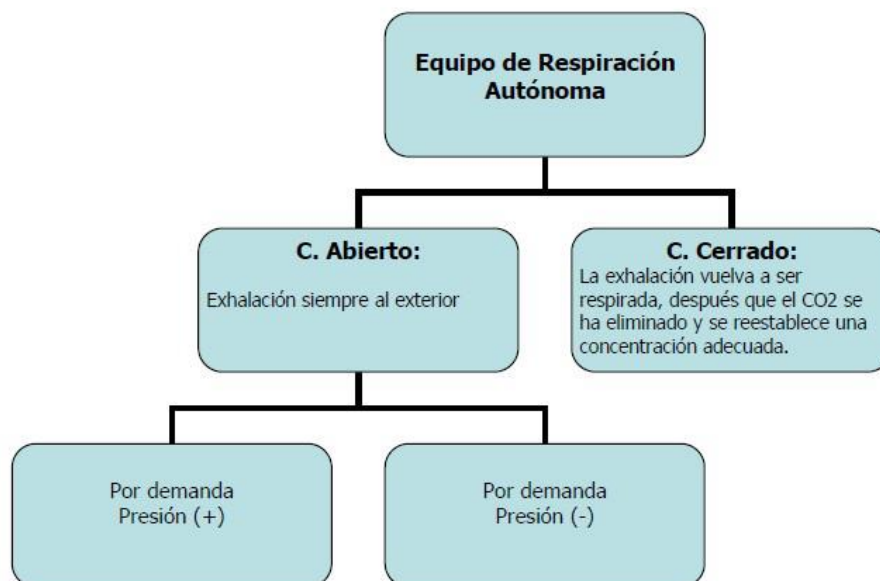 Equipo de Respiración
Autónoma
C. Abierto:
Exhalación siempre al exterior
C. Cerrado:
La exhalación vuelva a ser
respirada, después que el CO2 se
ha eliminado y se reestablece una
concentración adecuada.
Por demanda
Presión (+)
Por demanda
Presión (-)